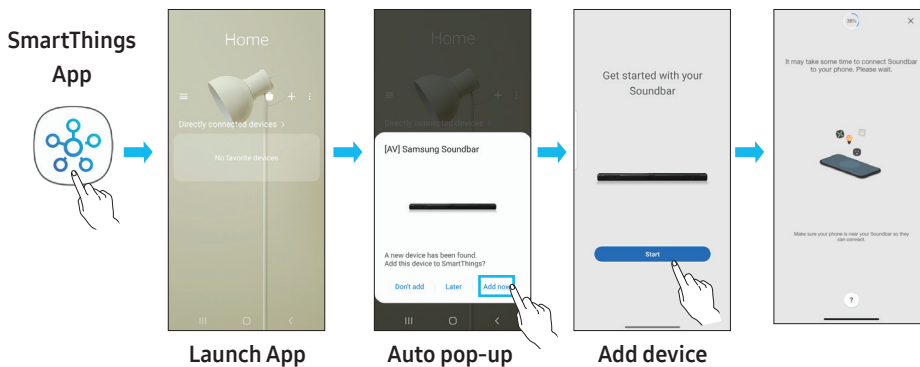 SmartThings
App
Home
Directly connected devices >
No favorite devices
Launch App
Home
Directly connected devices >
[AV] Samsung Soundbar
A new device has been found.
Add this device to SmartThings?
Don't add
Later
Add now
Auto pop-up
Get started with your
Soundbar
Start
Add device
38%
It may take some time to connect Soundbar
to your phone. Please wait.
Make sure your phone is near your Soundbar so they
can connect.
?